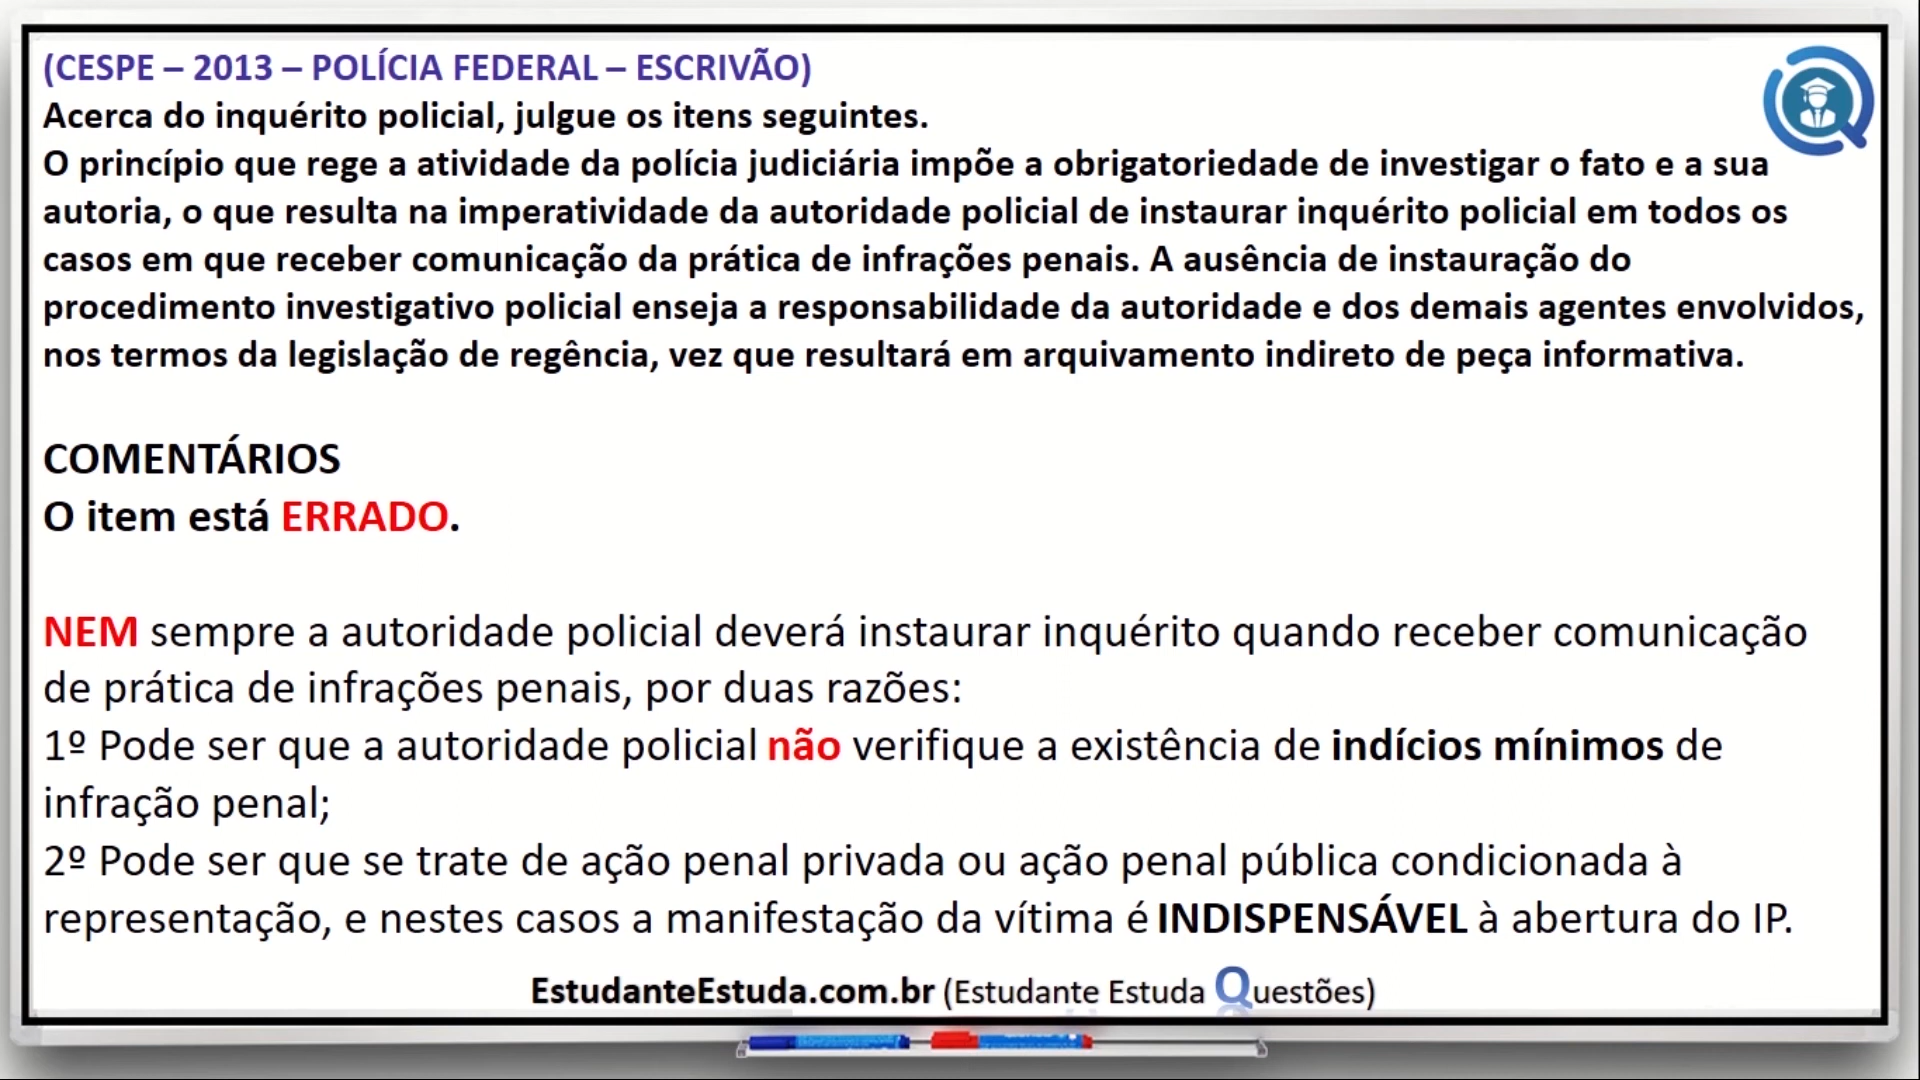 (CESPE – 2013 – POLÍCIA FEDERAL – ESCRIVÃO)
Acerca do inquérito policial, julgue os itens seguintes.
O princípio que rege a atividade da polícia judiciária impõe a obrigatoriedade de investigar o fato e a sua
autoria, o que resulta na imperatividade da autoridade policial de instaurar inquérito policial em todos os
casos em que receber comunicação da prática de infrações penais. A ausência de instauração do
procedimento investigativo policial enseja a responsabilidade da autoridade e dos demais agentes envolvidos,
nos termos da legislação de regência, vez que resultará em arquivamento indireto de peça informativa.
COMENTÁRIOS
O item está ERRADO.
NEM sempre a autoridade policial deverá instaurar inquérito quando receber comunicação
de prática de infrações penais, por duas razões:
1º Pode ser que a autoridade policial não verifique a existência de indícios mínimos de
infração penal;
2º Pode ser que se trate de ação penal privada ou ação penal pública condicionada à
representação, e nestes casos a manifestação da vítima é INDISPENSÁVEL à abertura do IP.
EstudanteEstuda.com.br (Estudante Estuda Questões)